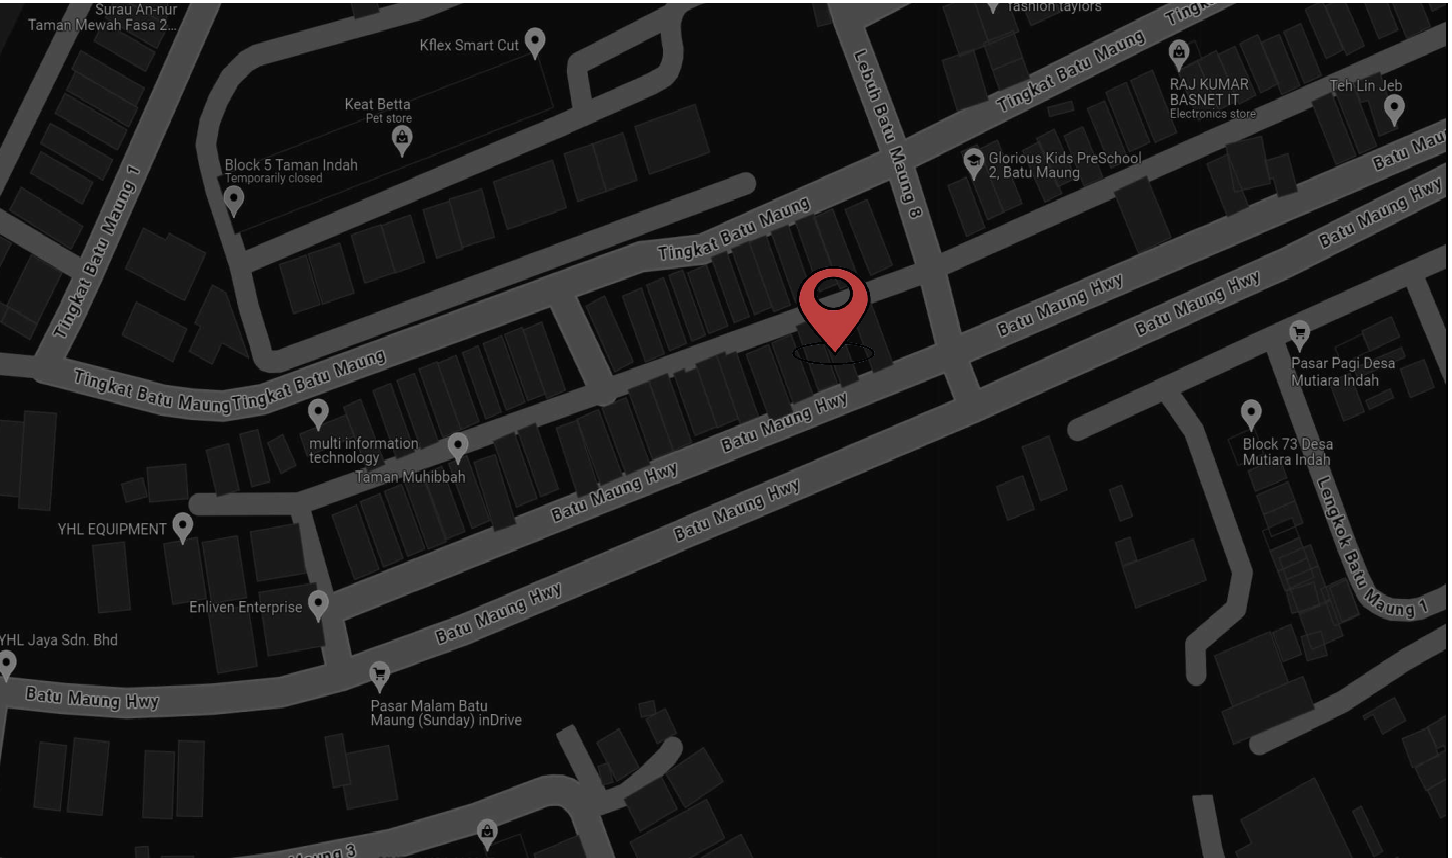 Surau An-nur
Taman Mewah Fasa 2...
fashion taylors
Tingkat Batu Maung
Kflex Smart Cut
Lebuh Batu Maung 8
RAJ KUMAR
BASNET IT
Electronics store
Teh Lin Jeb
Keat Betta
Pet store
Block 5 Taman Indah
Temporarily closed
Glorious Kids PreSchool
2, Batu Maung
Batu Mau
Batu Maung Hwy
Tingkat Batu Maung 1
Tingkat Batu Maung
Batu Maung Hwy
Batu Maung Hwy
Pasar Pagi Desa
Mutiara Indah
Tingkat Batu Maung
Tingkat Batu Maung
Batu Maung Hwy
multi information
technology
Taman Muhibbah
Block 73 Desa
Mutiara Indah
Batu Maung Hwy
Batu Maung Hwy
YHL EQUIPMENT
Lengkok Batu Maung 1
Enliven Enterprise
Batu Maung Hwy
YHL Jaya Sdn. Bhd
Batu Maung Hwy
Pasar Malam Batu
Maung (Sunday) inDrive
Maung 3